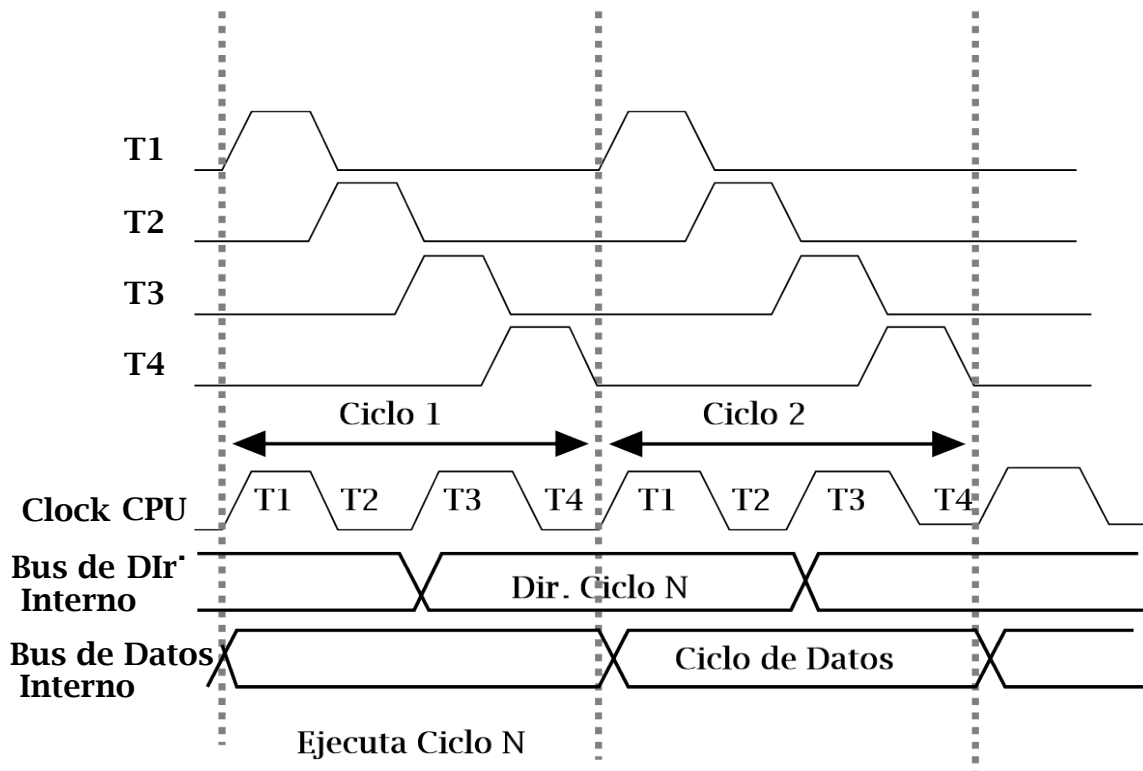 T1
T2
T3
T4
Ciclo 1
Ciclo 2
Clock CPU
T1 T2 T3 T4 T1 T2 T3 T4
Bus de DIr.
Interno
Dir. Ciclo N
Bus de Datos
Interno
Ciclo de Datos
Ejecuta Ciclo N